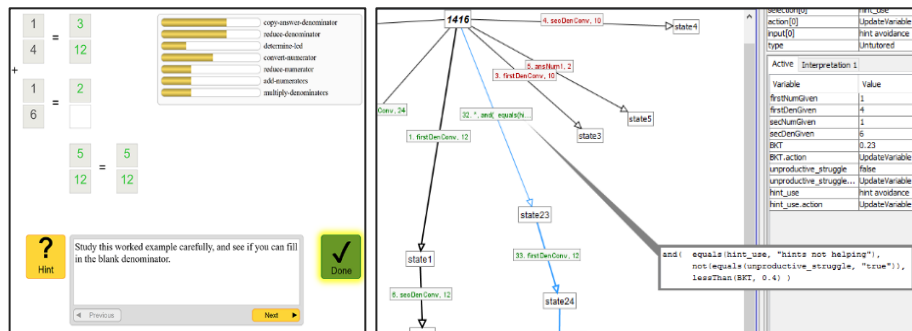 1
4
=
3
12
+
1
6
=
2
5
12
=
5
12
copy-answer-denominator
reduce-denominator
determine-lcd
convert-numerator
reduce-numerator
add-numerators
multiply-denominators
?
Hint
Study this worked example carefully, and see if you can fill
in the blank denominator.
Previous
Next
✓
Done
1416
4. secDenConv, 10
state4
5. ansNum1, 2
3. firstDenConv, 10
Conv, 24
32. *, and( equals(hi...
state5
state3
1. firstDenConv, 12
state23
33. firstDenConv, 12
state1
6. secDenConv, 12
state24
selection[0] hint_use
action[0] UpdateVariable
input[0] hint avoidance
type Untutored
Active Interpretation 1
Variable Value
firstNumGiven 1
firstDenGiven 4
secNumGiven 1
secDenGiven 6
BKT 0.23
BKT.action UpdateVariable
unproductive_struggle false
unproductive_struggle... UpdateVariable
hint_use hint avoidance
hint_use.action UpdateVariable
and( equals(hint_use, "hints not helping"),
not(equals(unproductive_struggle, "true")),
lessThan(BKT, 0.4) )